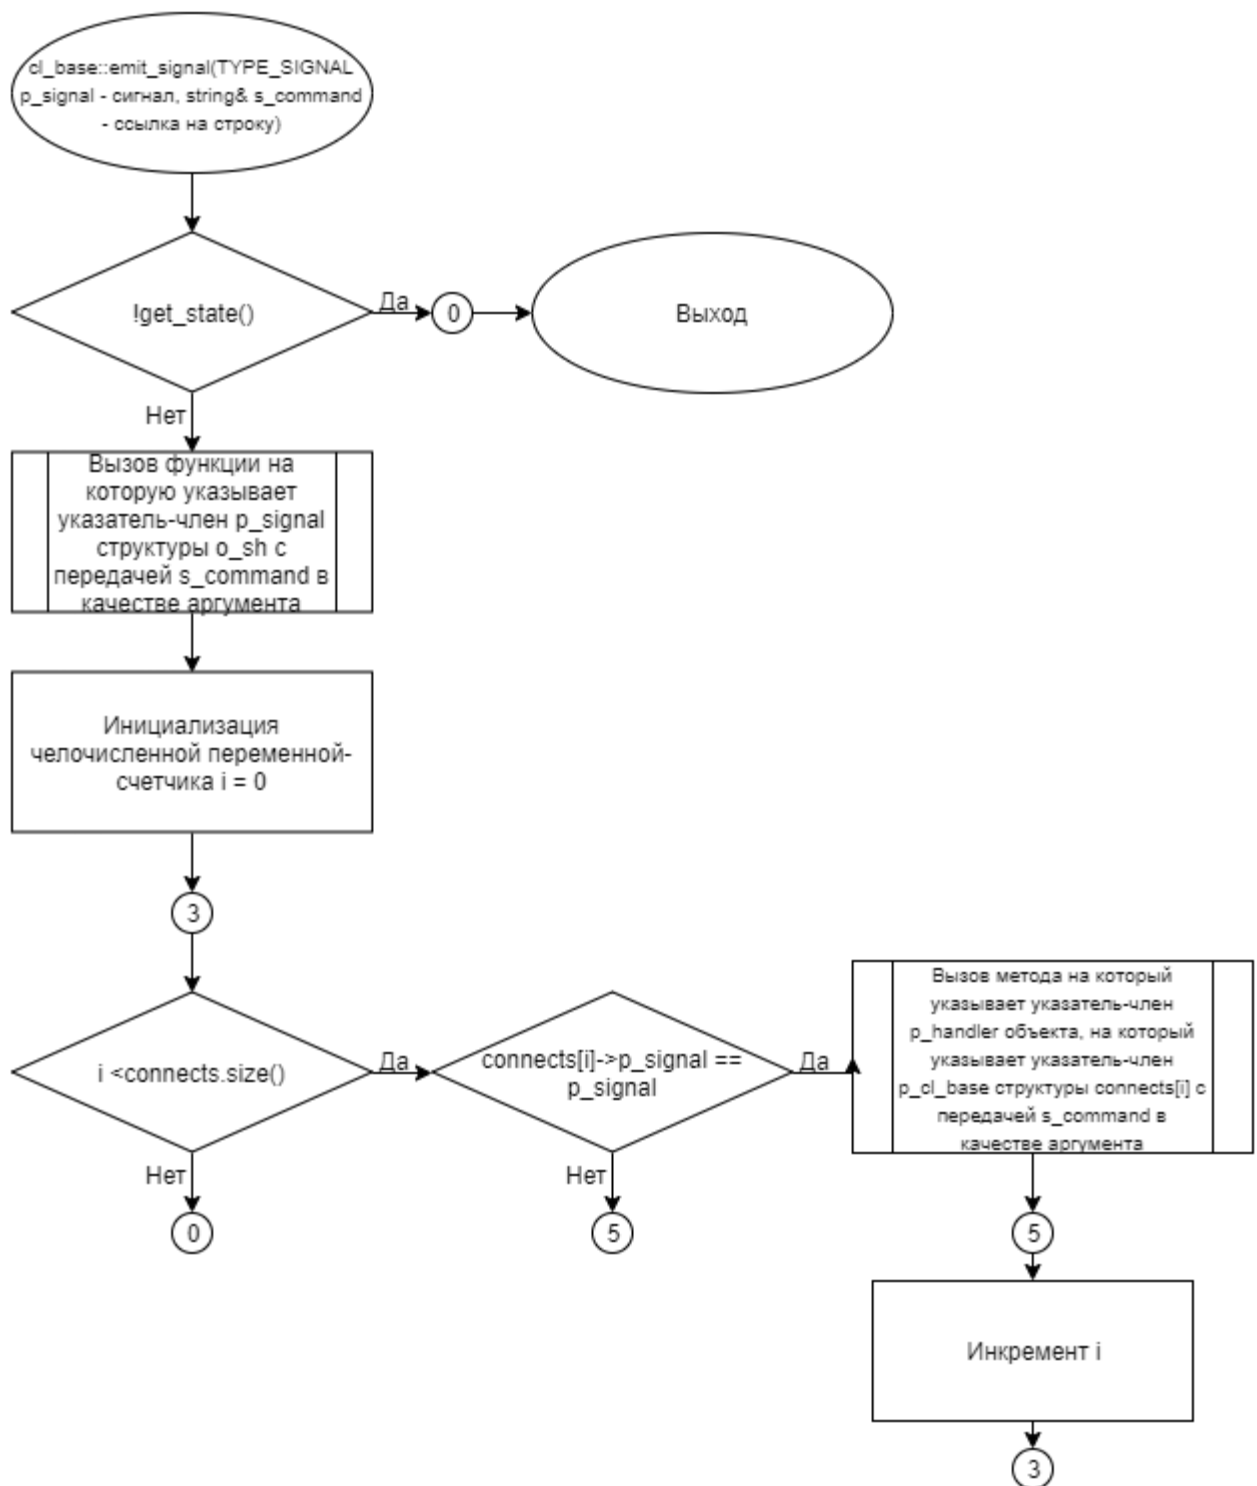 cl_base::emit_signal(TYPE_SIGNAL
p_signal - сигнал, string& s_command
- ссылка на строку)
!get_state()
Да
0
Выход
Нет
Вызов функции на
которую указывает
указатель-член p_signal
структуры o_sh с
передачей s_command в
качестве аргумента
Инициализация
челочисленной переменной-
счетчика i = 0
3
i <connects.size()
Да
connects[i]->p_signal ==
p_signal
Да
Вызов метода на который
указывает указатель-член
p_handler объекта, на который
указывает указатель-член
p_cl_base структуры connects[i] с
передачей s_command в
качестве аргумента
Нет
0
Нет
5
5
Инкремент i
3